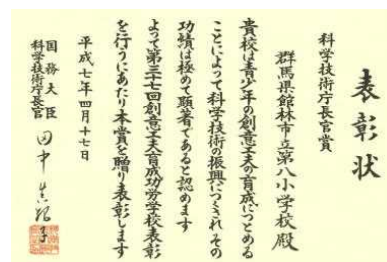 表彰状
科学技術庁長官賞
群馬県館林市立第八小学校殿
貴校は青少年の創意工夫の育成につとめる
ことによって科学技術の振興につくされその
功績は極めて顕著であると認めます
よって第三十七回創意工夫育成功労学校表彰
を行うにあたり本賞を贈り表彰します
平成七年四月十七日
国務大臣
科学技術庁長官
田中眞紀子